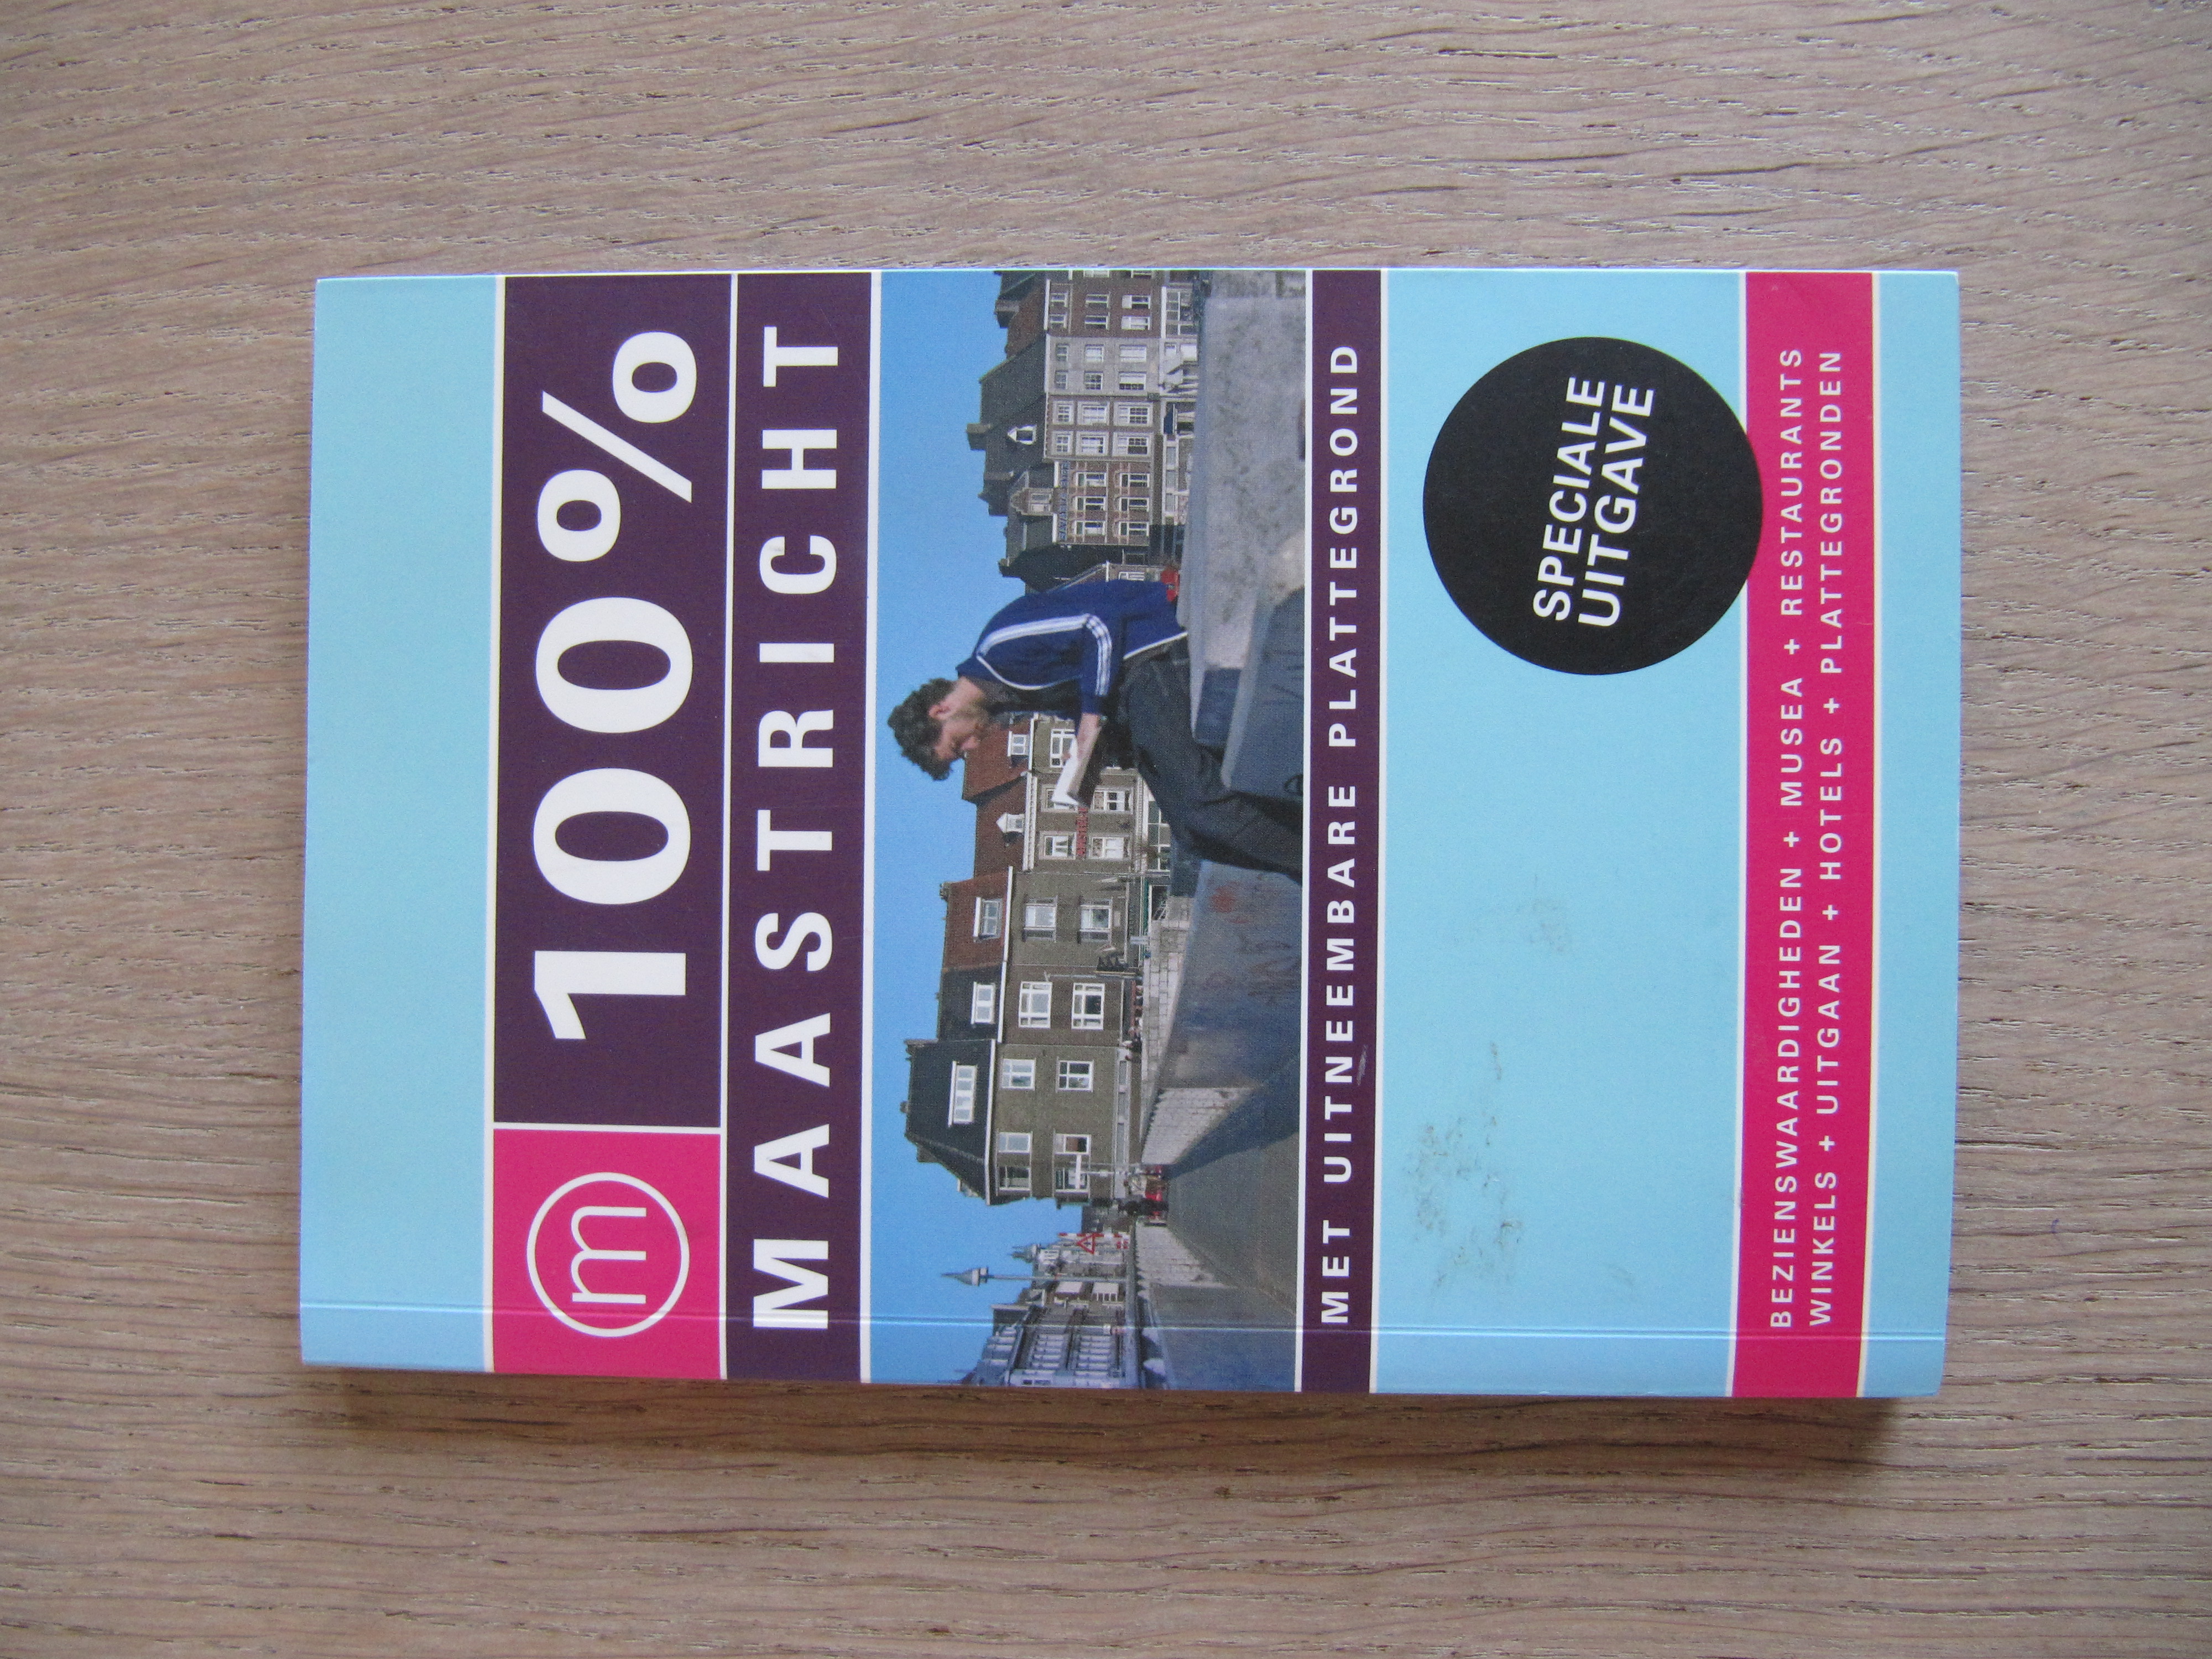 m
100%
MAASTRICHT
MET UITNEEMBARE PLATTEGROND
SPECIALE
UITGAVE
BEZIENSWAARDIGHEDEN + MUSEA + RESTAURANTS
WINKELS + UITGAAN + HOTELS + PLATTEGRONDEN